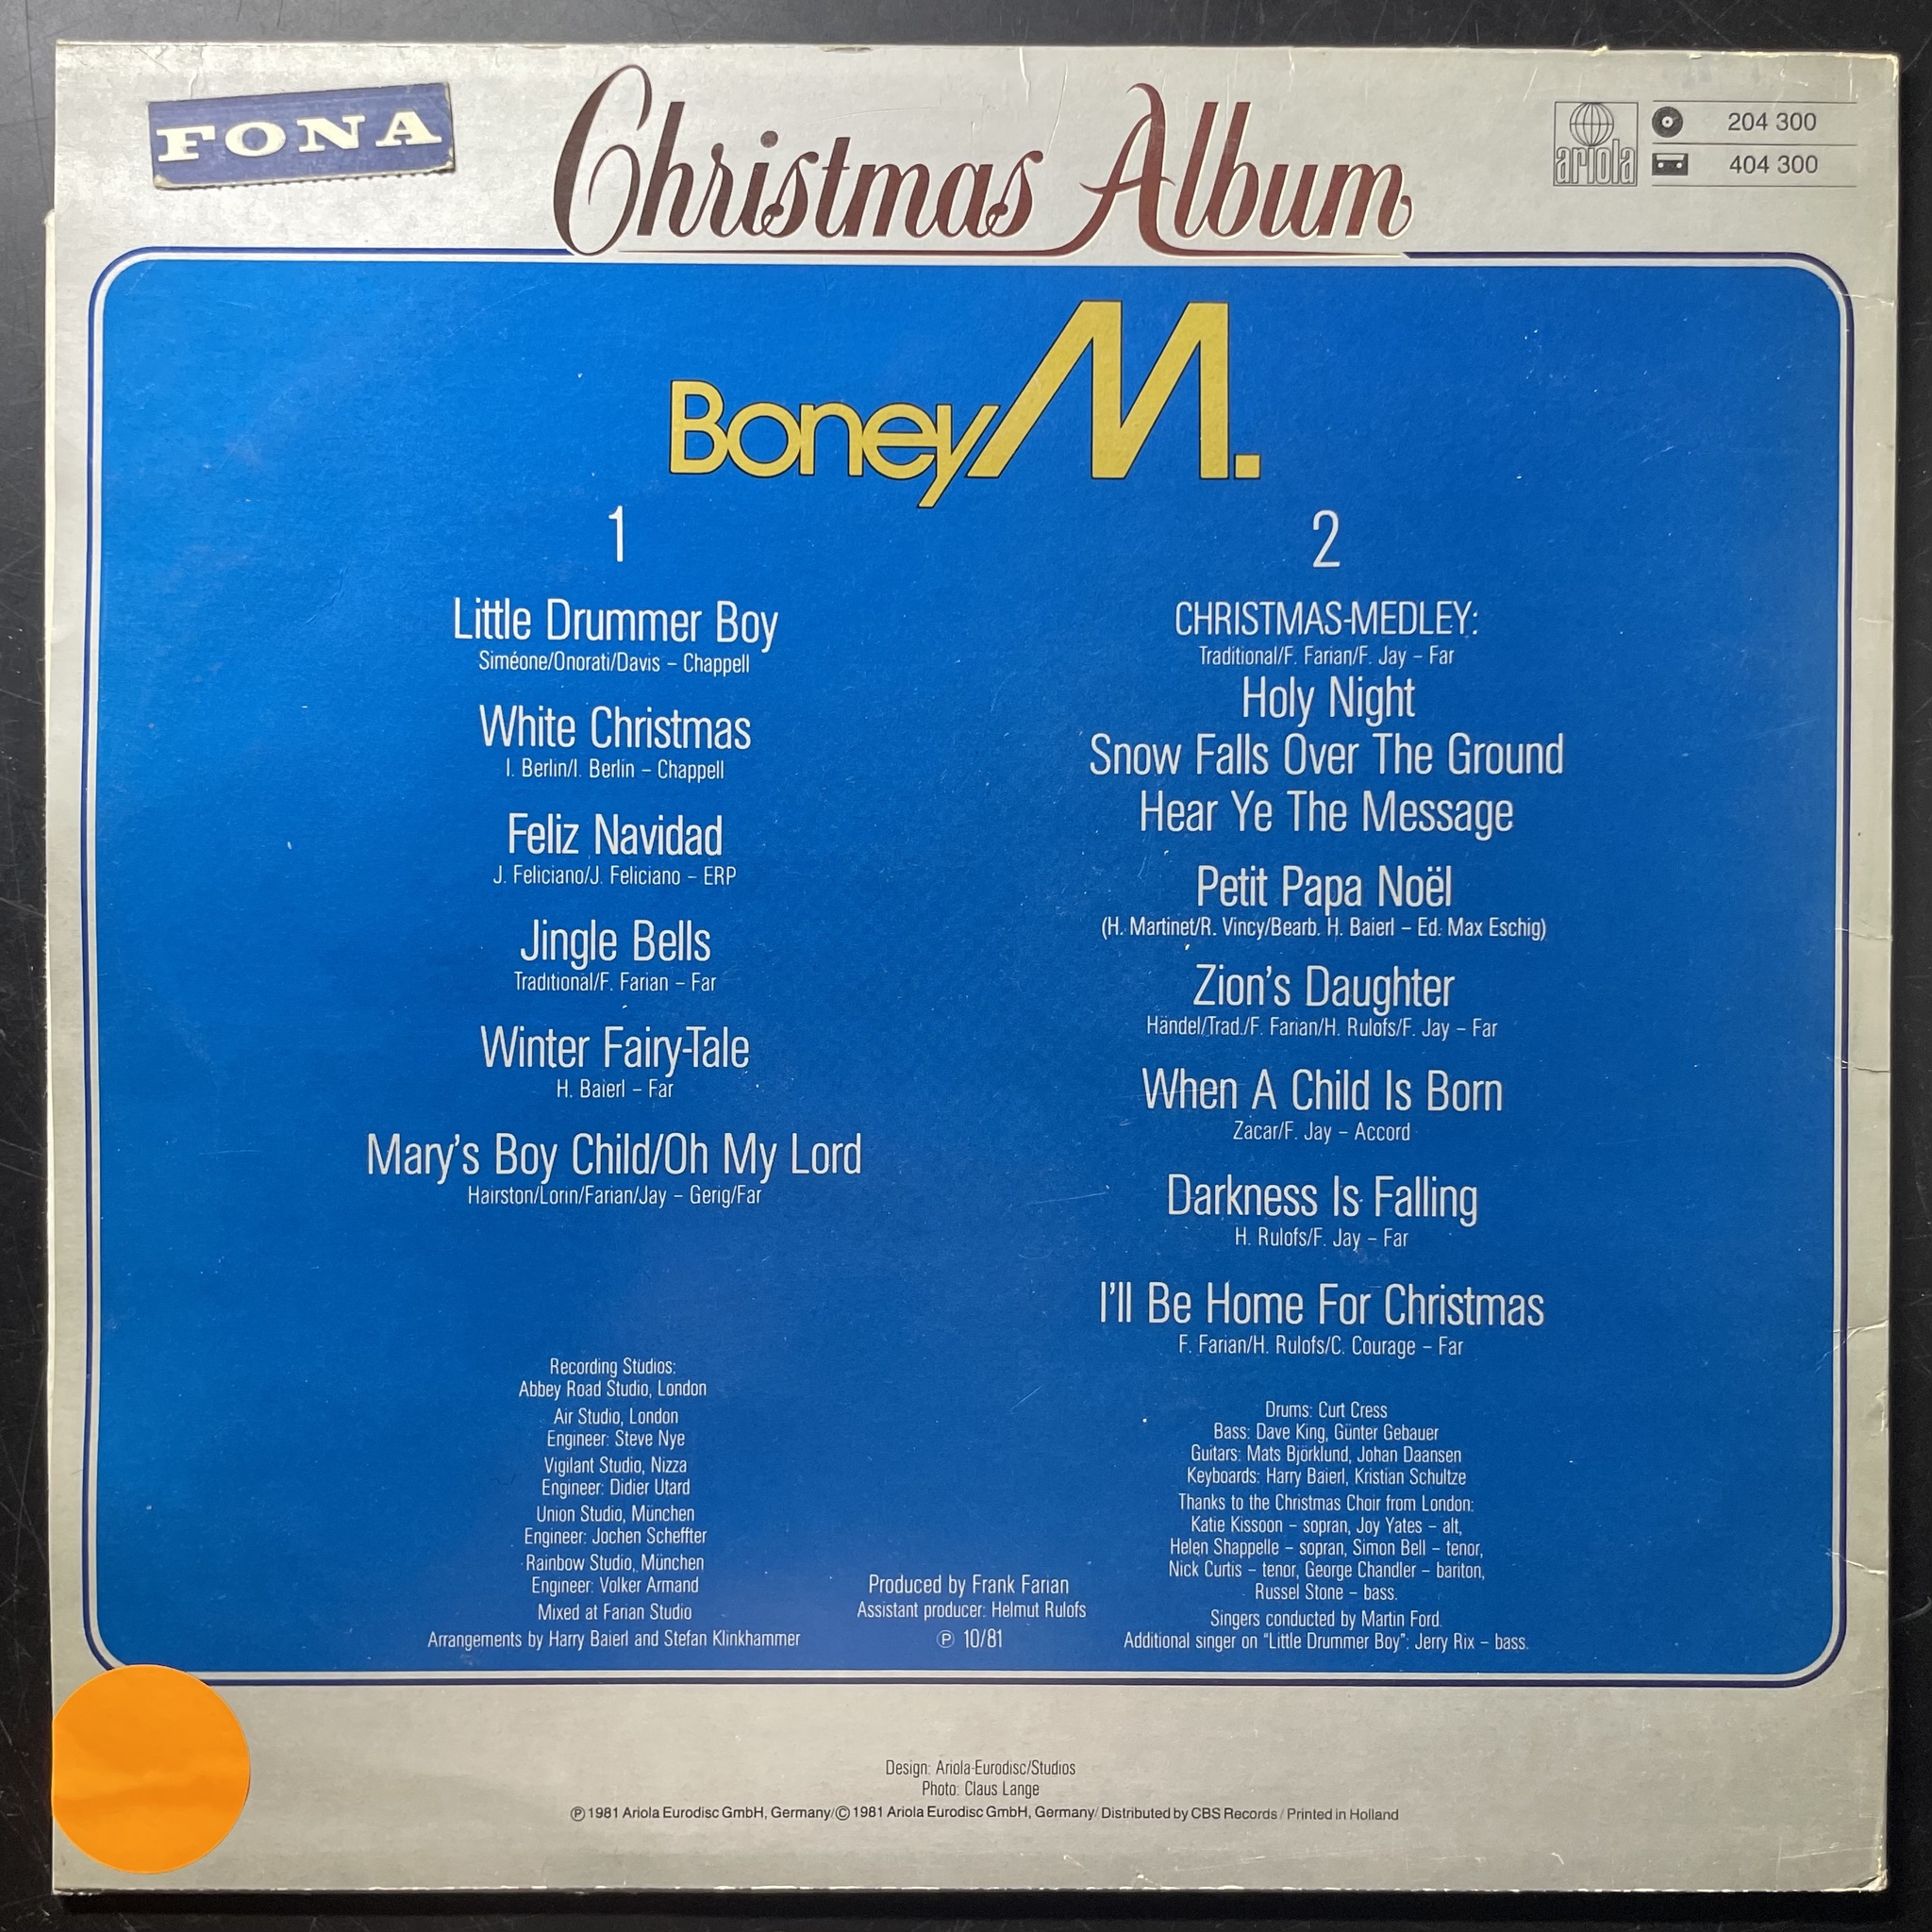 FONA
Christmas Album
ariola
204 300
404 300
Boney M.
1
Little Drummer Boy
Siméone/Onorati/Davis – Chappell
White Christmas
I. Berlin/I. Berlin – Chappell
Feliz Navidad
J. Feliciano/J. Feliciano – ERP
Jingle Bells
Traditional/F. Farian – Far
Winter Fairy-Tale
H. Baierl – Far
Mary's Boy Child/Oh My Lord
Hairston/Lorin/Farian/Jay – Gerig/Far
Recording Studios:
Abbey Road Studio, London
Air Studio, London
Engineer: Steve Nye
Vigilant Studio, Nizza
Engineer: Didier Utard
Union Studio, München
Engineer: Jochen Scheffter
Rainbow Studio, München
Engineer: Volker Armand
Mixed at Farian Studio
Arrangements by Harry Baierl and Stefan Klinkhammer
2
CHRISTMAS-MEDLEY:
Traditional/F. Farian/F. Jay – Far
Holy Night
Snow Falls Over The Ground
Hear Ye The Message
Petit Papa Noël
(H. Martinet/R. Vincy/Bearb. H. Baierl – Ed. Max Eschig)
Zion's Daughter
Händel/Trad./F. Farian/H. Rulofs/F. Jay – Far
When A Child Is Born
Zacar/F. Jay – Accord
Darkness Is Falling
H. Rulofs/F. Jay – Far
I'll Be Home For Christmas
F. Farian/H. Rulofs/C. Courage – Far
Drums: Curt Cress
Bass: Dave King, Günter Gebauer
Guitars: Mats Björklund, Johan Daansen
Keyboards: Harry Baierl, Kristian Schultze
Thanks to the Christmas Choir from London:
Katie Kissoon – sopran, Joy Yates – alt,
Helen Shappelle – sopran, Simon Bell – tenor,
Nick Curtis – tenor, George Chandler – bariton,
Russel Stone – bass.
Singers conducted by Martin Ford.
Additional singer on "Little Drummer Boy": Jerry Rix – bass.
Produced by Frank Farian
Assistant producer: Helmut Rulofs
℗ 10/81
Design: Ariola-Eurodisc/Studios
Photo: Claus Lange
℗ 1981 Ariola Eurodisc GmbH, Germany/© 1981 Ariola Eurodisc GmbH, Germany/ Distributed by CBS Records / Printed in Holland